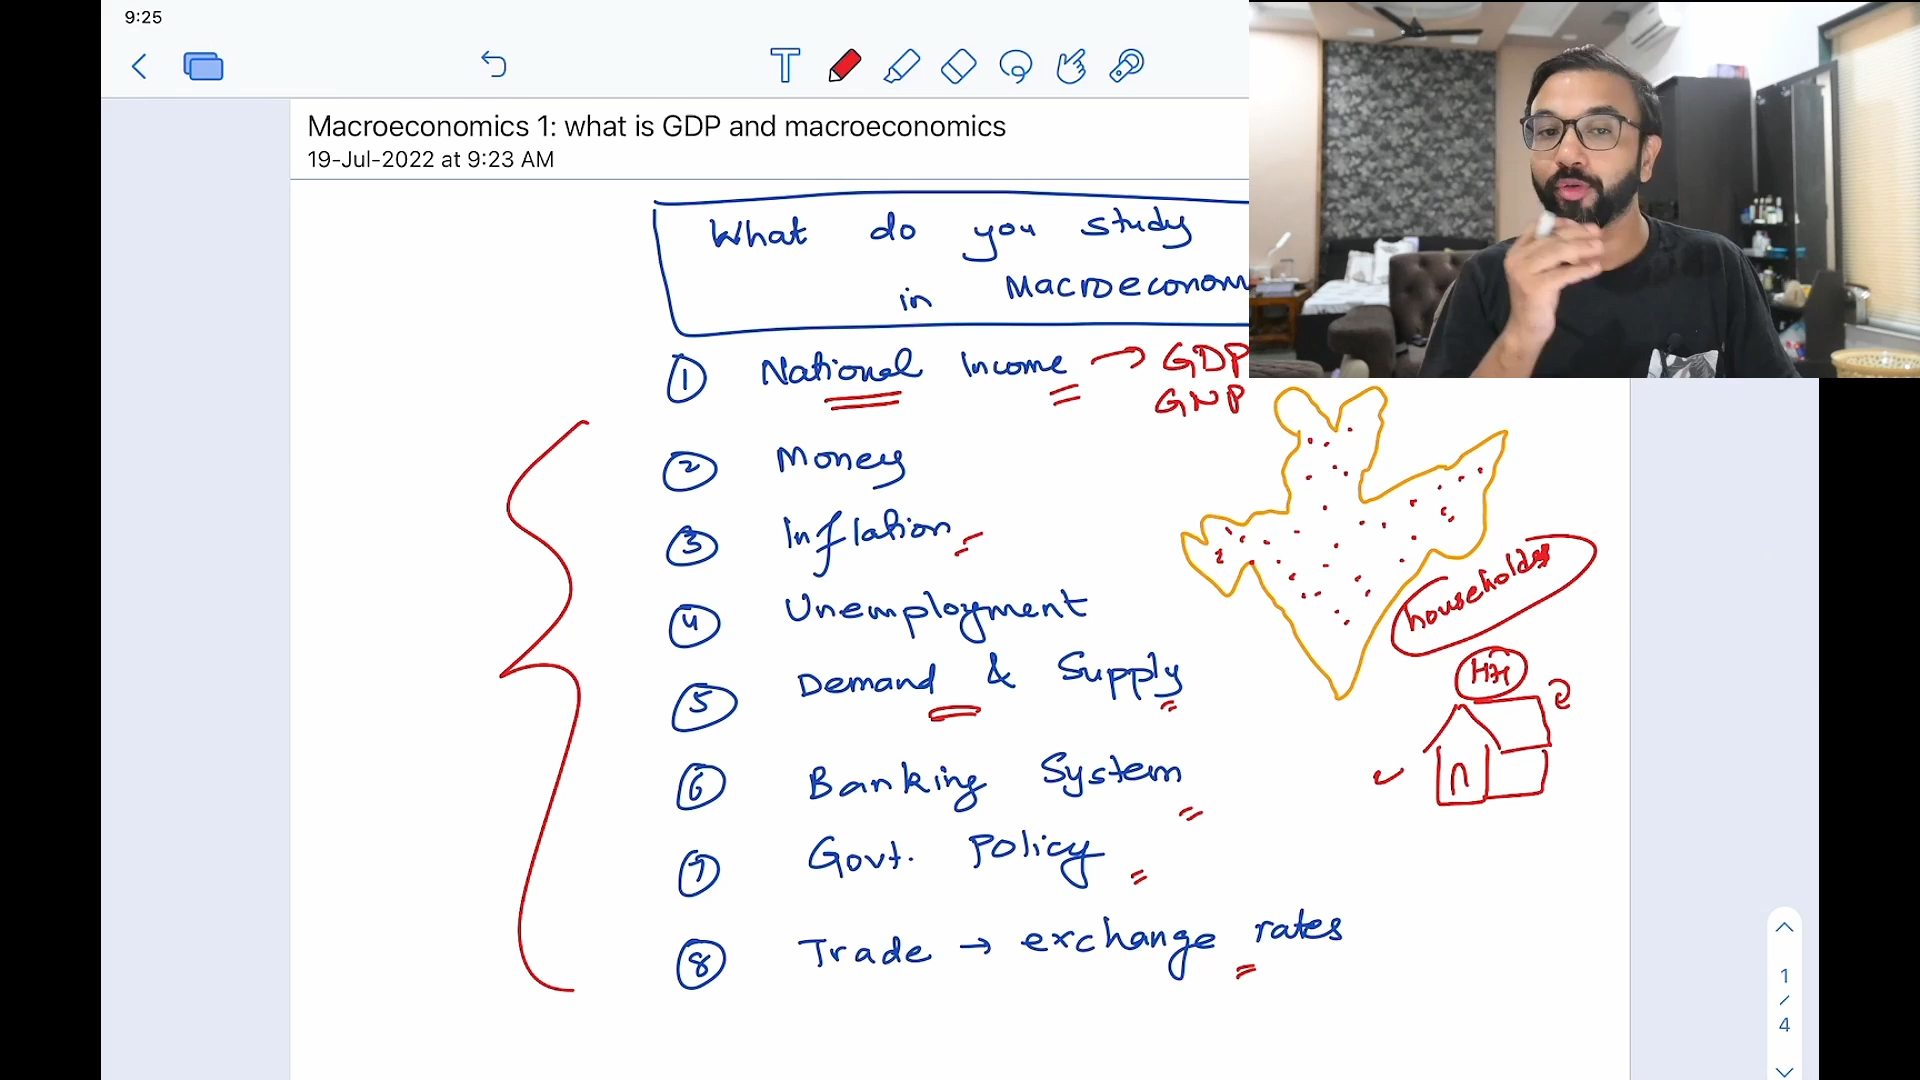 9:25
Macroeconomics 1: what is GDP and macroeconomics
19-Jul-2022 at 9:23 AM
What do you study
in Macroeconom
1 National Income → GDP
GNP
2 Money
3 Inflation
4 Unemployment
5 Demand & Supply
6 Banking System
7 Govt. Policy
8 Trade → exchange rates
households
HH
1
/
4